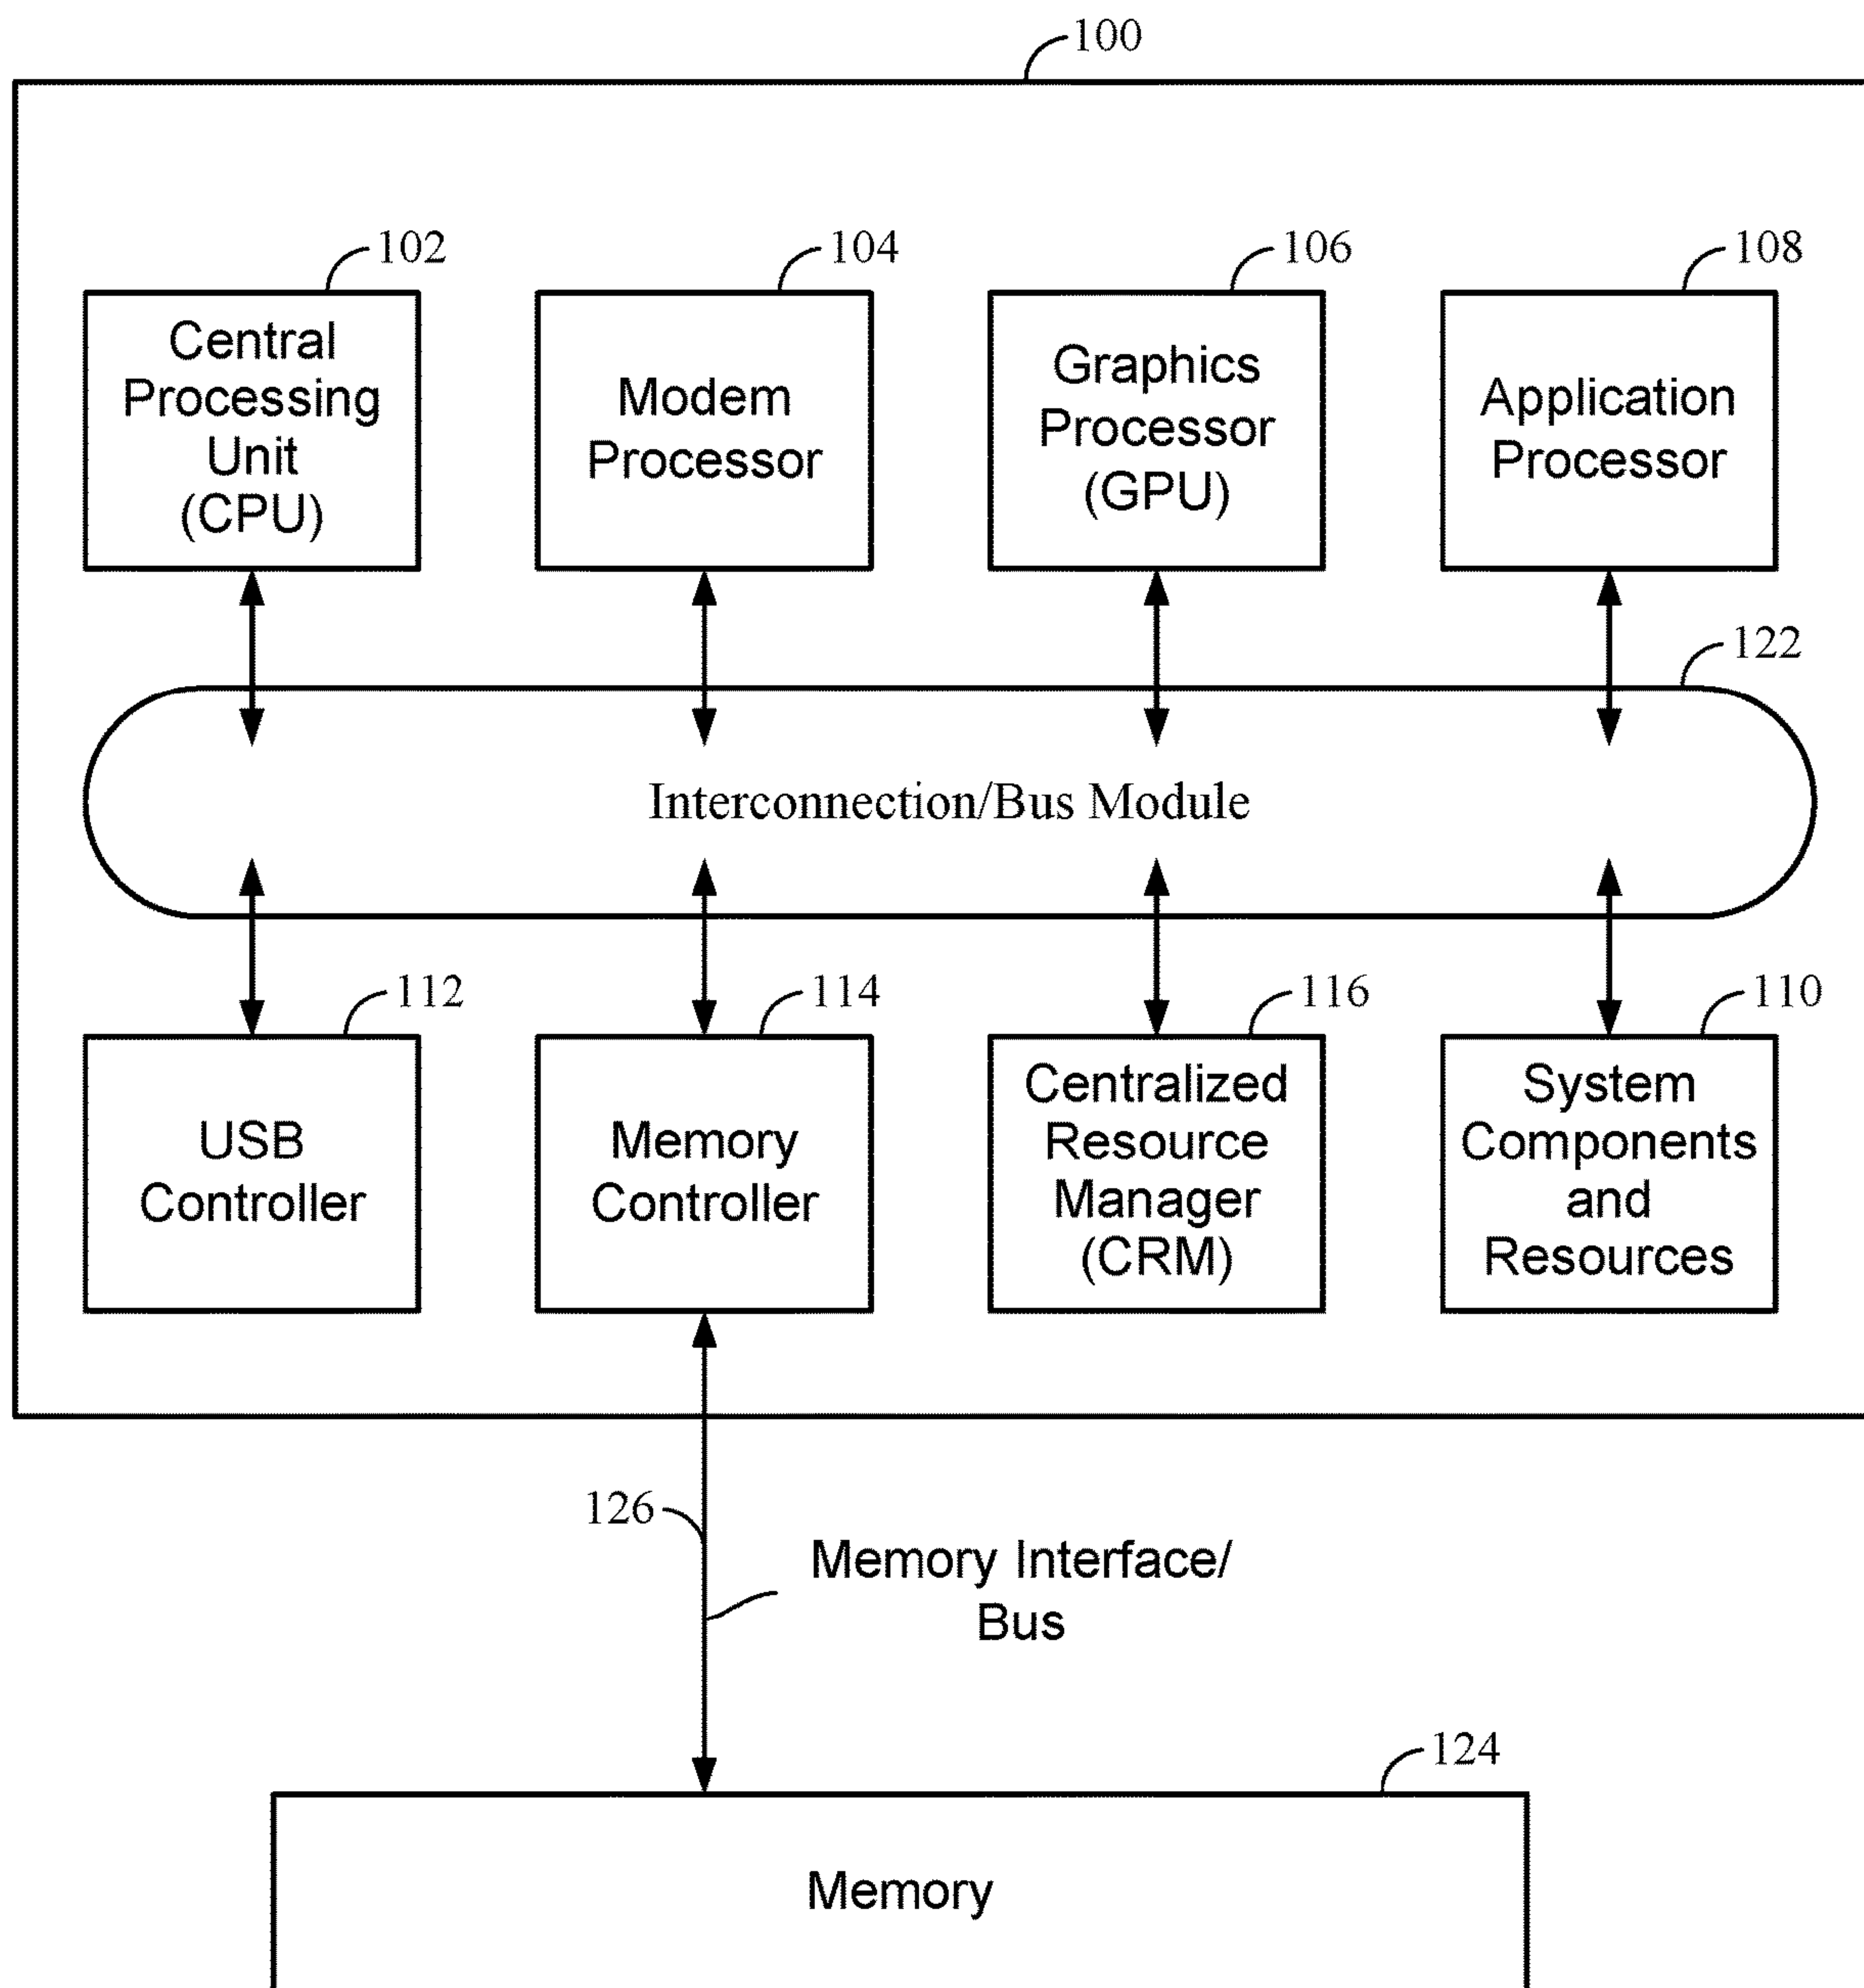 100
102
104
106
108
Central
Processing
Unit
(CPU)
Modem
Processor
Graphics
Processor
(GPU)
Application
Processor
122
Interconnection/Bus Module
112
114
116
110
USB
Controller
Memory
Controller
Centralized
Resource
Manager
(CRM)
System
Components
and
Resources
126
Memory Interface/
Bus
124
Memory